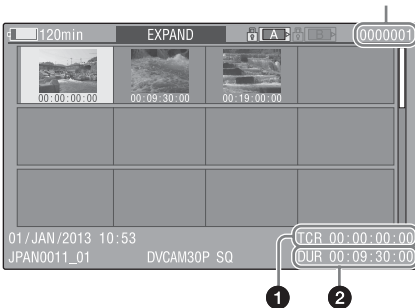 120min EXPAND A B 0000001
00:00:00:00 00:09:30:00 00:19:00:00
01/JAN/2013 10:53 TCR 00:00:00:00
JPAN0011_01 DVCAM30P SQ DUR 00:09:30:00
1 2